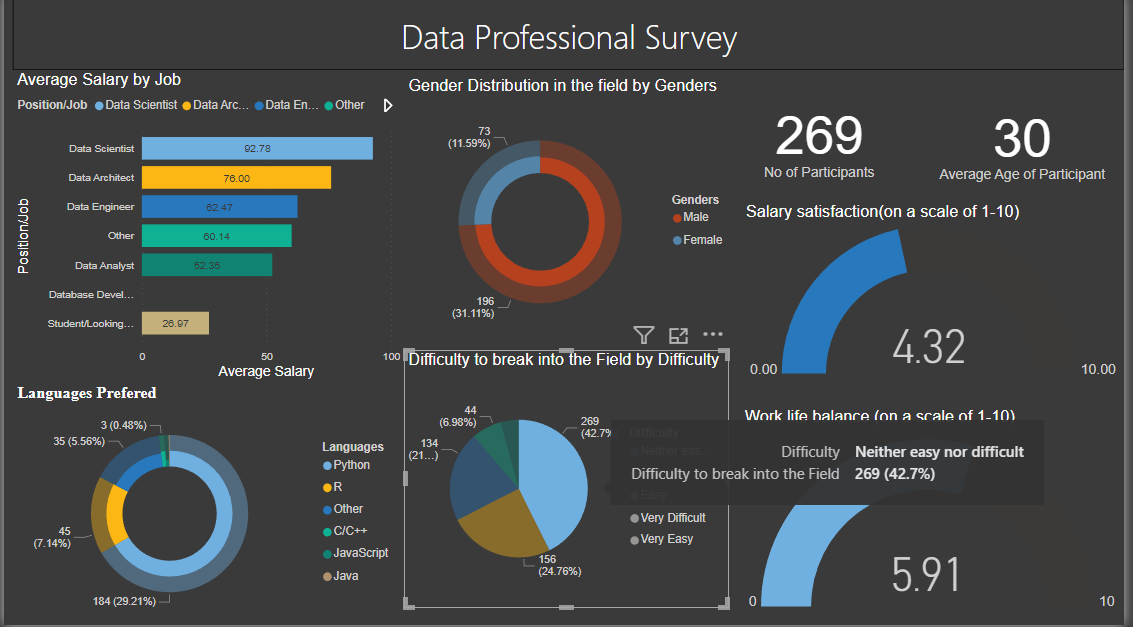 Data Professional Survey
Average Salary by Job
Position/Job Data Scientist Data Arc... Data En... Other
Data Scientist 92.78
Data Architect 76.00
Data Engineer 62.47
Other 60.14
Data Analyst 52.35
Database Devel...
Student/Looking... 26.97
Position/Job
0 50 100
Average Salary
Gender Distribution in the field by Genders
73
(11.59%)
196
(31.11%)
Genders
Male
Female
269
No of Participants
30
Average Age of Participant
Salary satisfaction(on a scale of 1-10)
4.32
0.00 10.00
Languages Prefered
3 (0.48%)
35 (5.56%)
45
(7.14%)
184 (29.21%)
Languages
Python
R
Other
C/C++
JavaScript
Java
Difficulty to break into the Field by Difficulty
44
(6.98%)
134
(21...)
269
(42.7%
156
(24.76%)
Difficulty
Neither eas...
Easy
Very Difficult
Very Easy
Work life balance (on a scale of 1-10)
Difficulty Neither easy nor difficult
Difficulty to break into the Field 269 (42.7%)
5.91
0 10